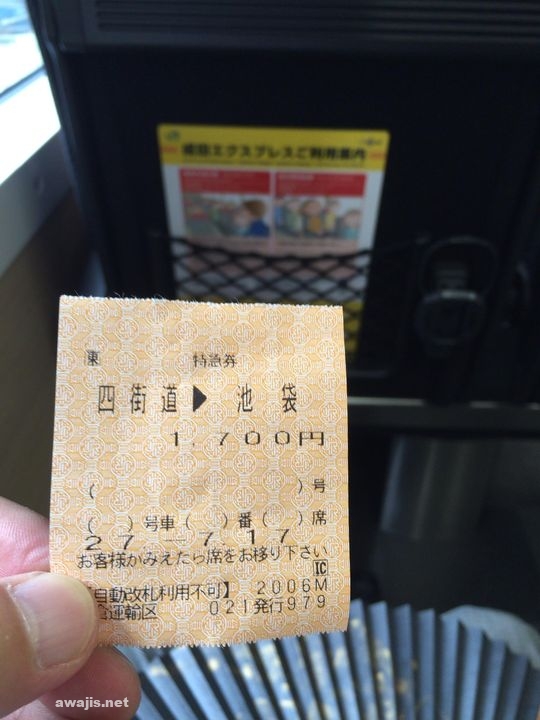 成田エクスプレスご利用案内
東 特急券
四街道▶池袋
1,700円
( )号
( )号車( )番( )席
27 -7.17
お客様がみえたら席をお移り下さい
IC
【自動改札利用不可】 2006M
運輸区 021発行979
awajis.net